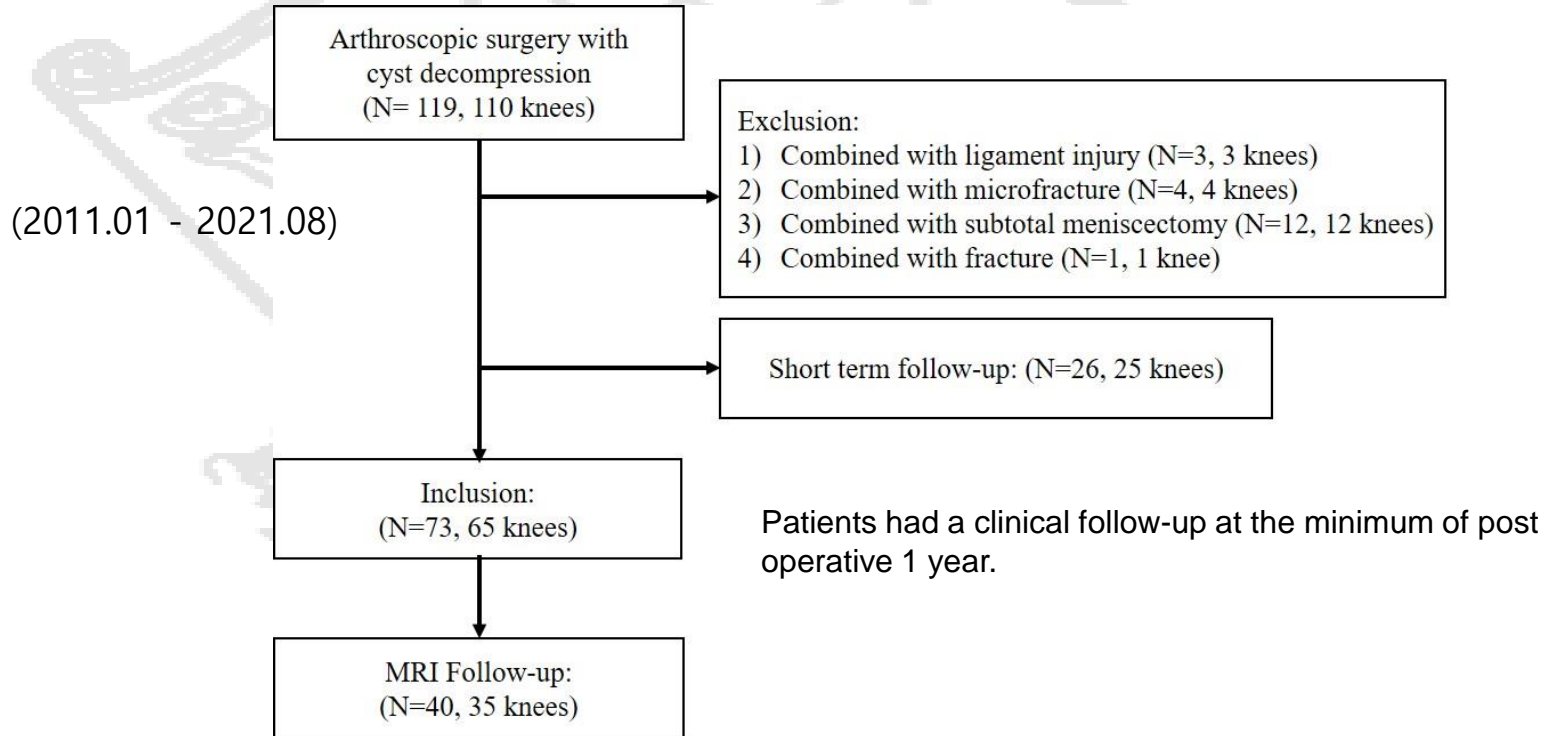 Arthroscopic surgery with
cyst decompression
(N= 119, 110 knees)
Exclusion:
1) Combined with ligament injury (N=3, 3 knees)
2) Combined with microfracture (N=4, 4 knees)
3) Combined with subtotal meniscectomy (N=12, 12 knees)
4) Combined with fracture (N=1, 1 knee)
(2011.01 - 2021.08)
Short term follow-up: (N=26, 25 knees)
Inclusion:
(N=73, 65 knees)
Patients had a clinical follow-up at the minimum of post
operative 1 year.
MRI Follow-up:
(N=40, 35 knees)